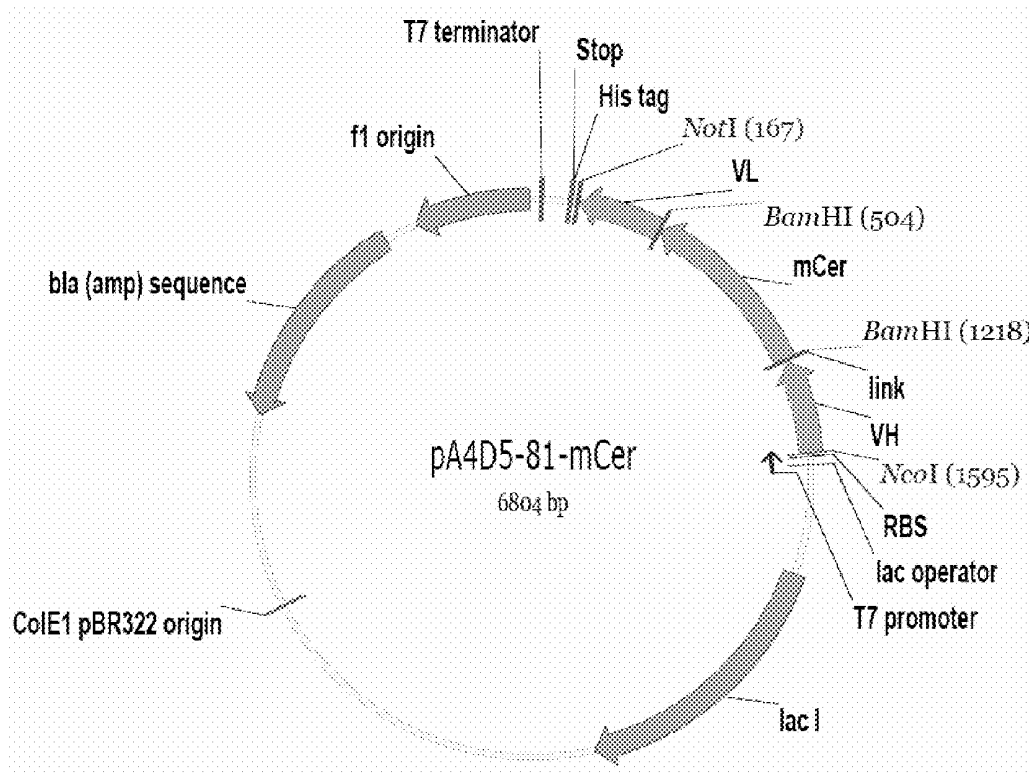 T7 terminator
Stop
His tag
NotI (167)
f1 origin
VL
BamHI (504)
mCer
bla (amp) sequence
BamHI (1218)
link
VH
pA4D5-81-mCer
6804 bp
NcoI (1595)
RBS
lac operator
T7 promoter
ColE1 pBR322 origin
lac I